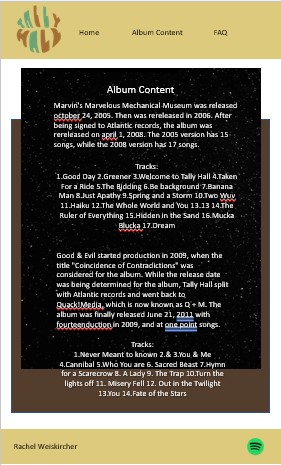 TALLY
HALL
Home Album Content FAQ
Album Content
Marvin's Marvelous Mechanical Museum was released
october 24, 2005. Then was rereleased in 2006. After
being signed to Atlantic records, the album was
rereleased on april 1, 2008. The 2005 version has 15
songs, while the 2008 version has 17 songs.
Tracks:
1.Good Day 2.Greener 3.Welcome to Tally Hall 4.Taken
For a Ride 5.The Bidding 6.Be background 7.Banana
Man 8.Just Apathy 9.Spring and a Storm 10.Two Wuv
11.Haiku 12.The Whole World and You 13.13 14.The
Ruler of Everything 15.Hidden in the Sand 16.Mucka
Blucka 17.Dream
Good & Evil started production in 2009, when the
title "Coincidence of Contradictions" was
considered for the album. While the release date
was being determined for the album, Tally Hall split
with Atlantic records and went back to
Quack!Media, which is now known as Q + M. The
album was finally released June 21, 2011 with
fourteenduction in 2009, and at one point songs.
Tracks:
1.Never Meant to known 2.& 3.You & Me
4.Cannibal 5.Who You are 6. Sacred Beast 7.Hymn
for a Scarecrow 8. A Lady 9. The Trap 10.Turn the
lights off 11. Misery Fell 12. Out in the Twilight
13.You 14.Fate of the Stars
Rachel Weiskircher